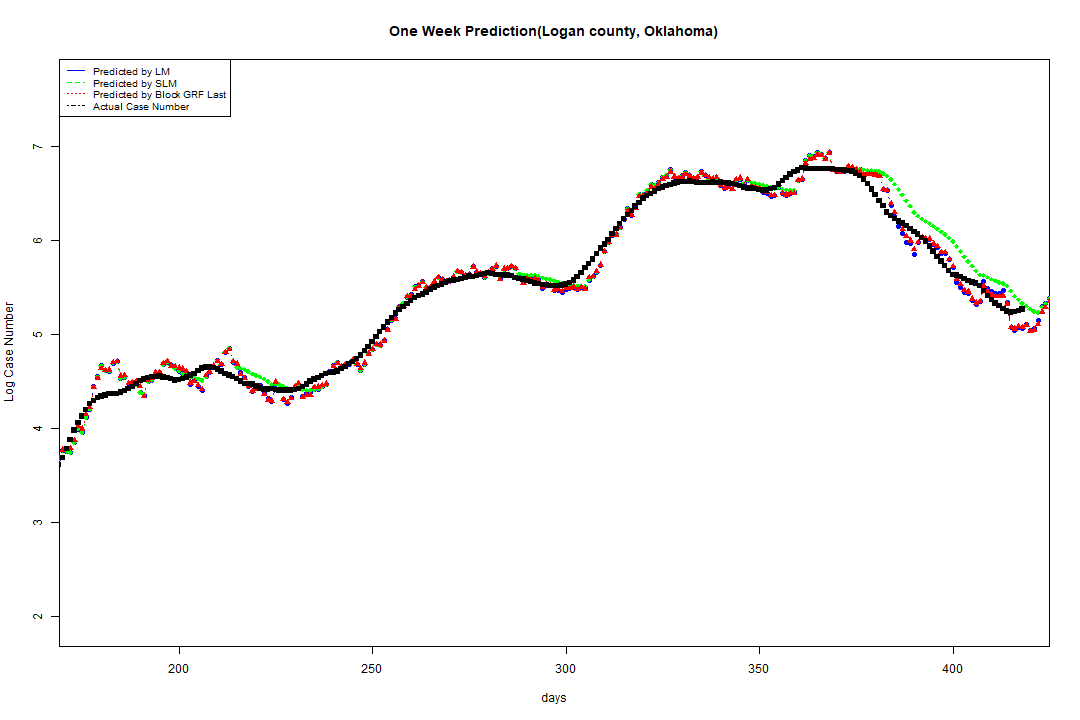 One Week Prediction(Logan county, Oklahoma)
Predicted by LM
Predicted by SLM
Predicted by Block GRF Last
Actual Case Number
Log Case Number
7
6
5
4
3
2
200
250
300
350
400
days